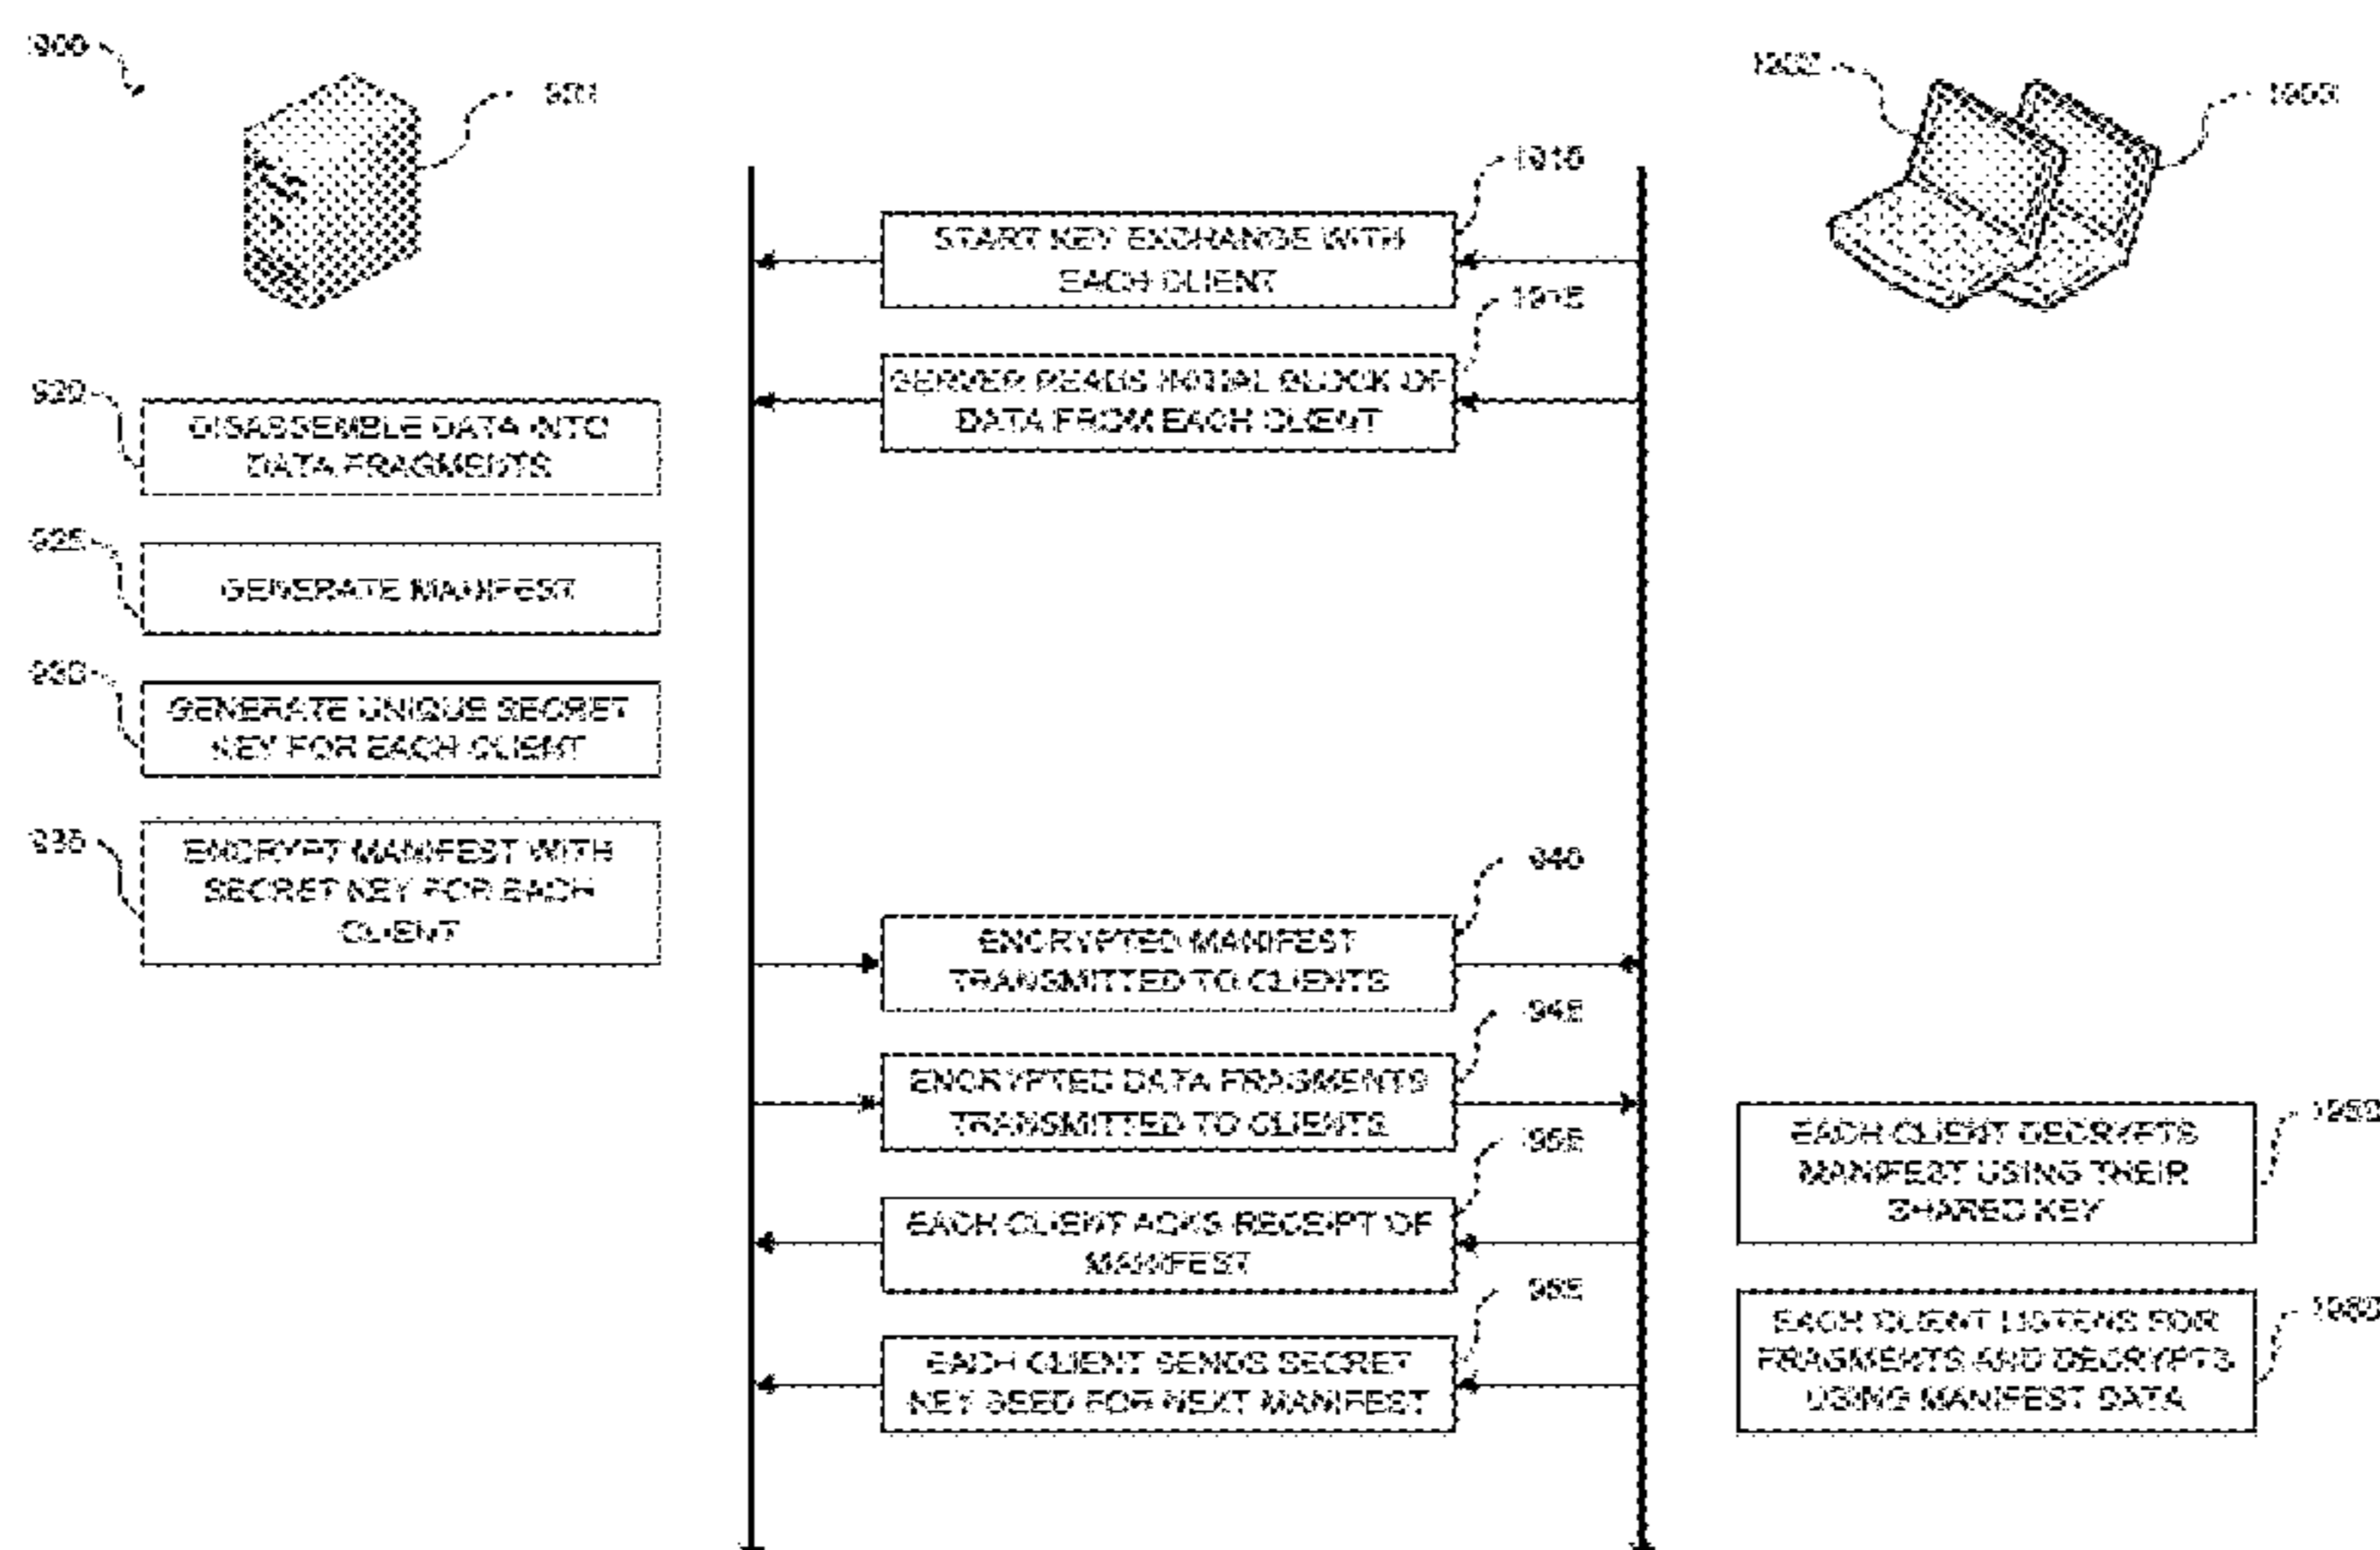 START KEY EXCHANGE WITH
EACH CLIENT
SERVER READS INITIAL BLOCK OF
DATA FROM EACH CLIENT
920
DISASSEMBLE DATA INTO
DATA FRAGMENTS
925
GENERATE MANIFEST
930
GENERATE UNIQUE SECRET
KEY FOR EACH CLIENT
935
ENCRYPT MANIFEST WITH
SECRET KEY FOR EACH
CLIENT
ENCRYPTED MANIFEST
TRANSMITTED TO CLIENTS
ENCRYPTED DATA FRAGMENTS
TRANSMITTED TO CLIENTS
EACH CLIENT DECRYPTS
MANIFEST USING THEIR
SHARED KEY
EACH CLIENT ACKS RECEIPT OF
MANIFEST
EACH CLIENT SENDS SECRET
KEY SEED FOR NEXT MANIFEST
EACH CLIENT LISTENS FOR
FRAGMENTS AND DECRYPTS
USING MANIFEST DATA